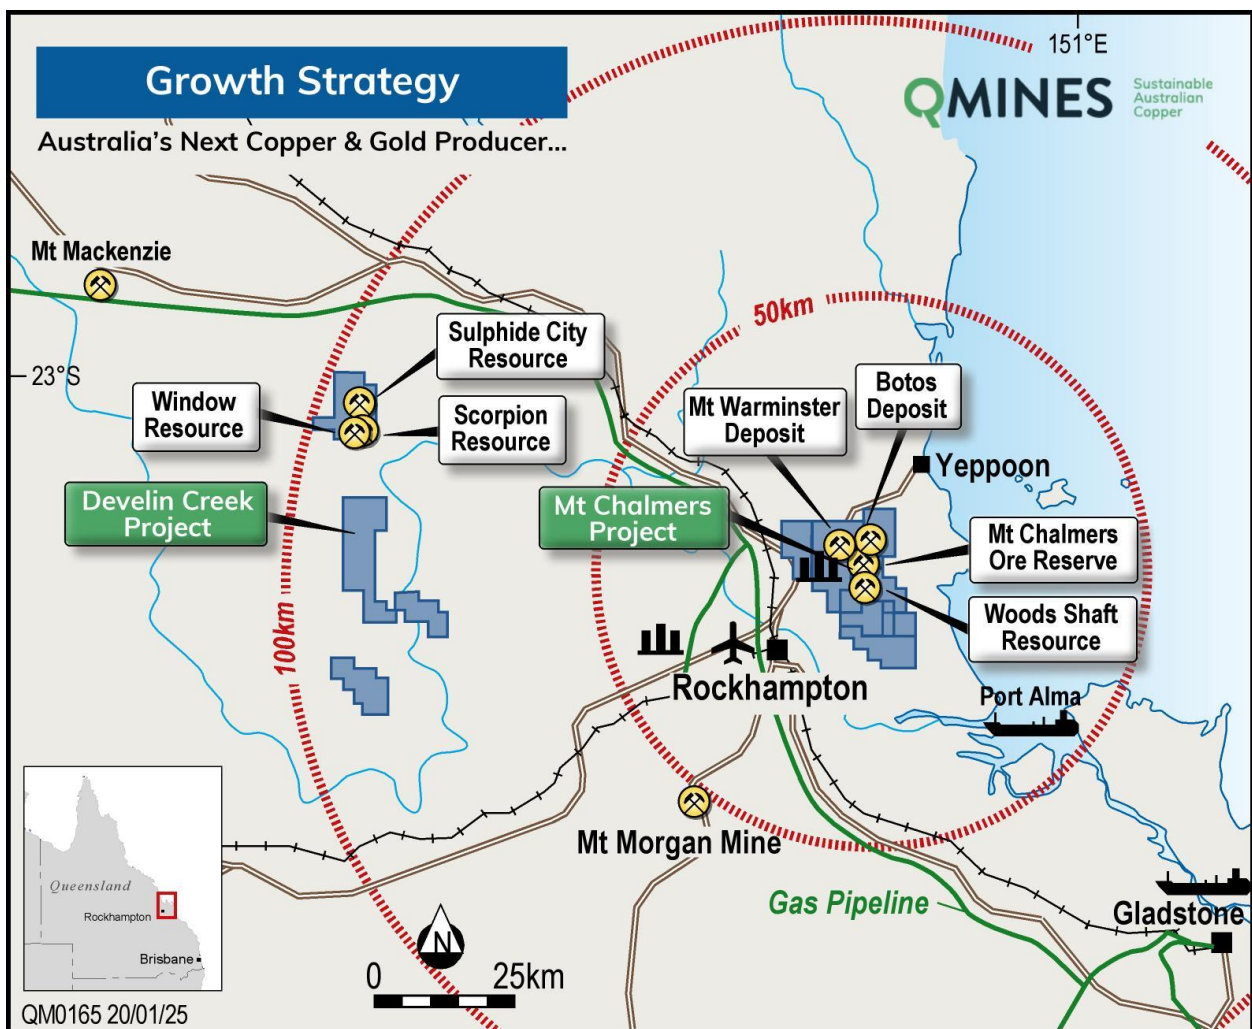 Growth Strategy
Australia's Next Copper & Gold Producer...
151°E
QMINES
Sustainable
Australian
Copper
Mt Mackenzie
23°S
50km
Sulphide City
Resource
Window
Resource
Scorpion
Resource
Mt Warminster
Deposit
Botos
Deposit
Yeppoon
Develin Creek
Project
Mt Chalmers
Project
Mt Chalmers
Ore Reserve
Woods Shaft
Resource
100km
Rockhampton
Port Alma
Mt Morgan Mine
Gas Pipeline
Gladstone
Queensland
Rockhampton
Brisbane
N
0 25km
QM0165 20/01/25